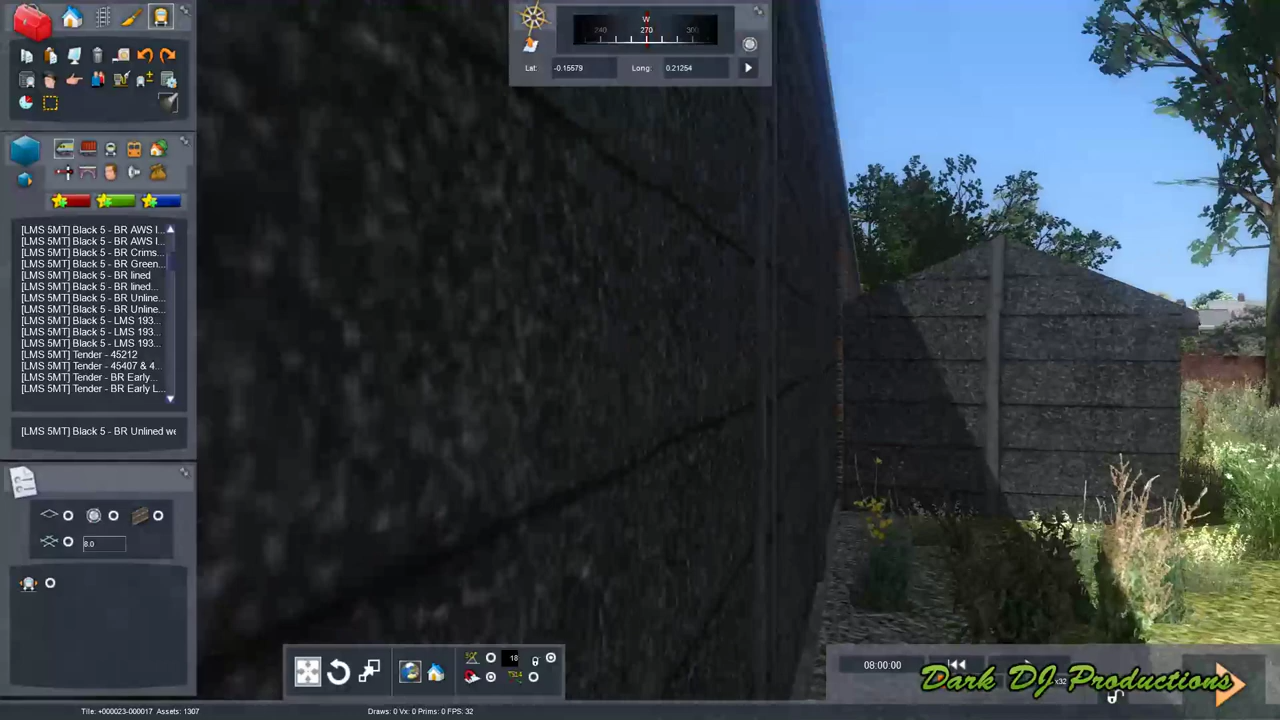 W
240 270 300
Lat: -0.15579 Long: 0.21254
[LMS 5MT] Black 5 - BR AWS I...
[LMS 5MT] Black 5 - BR AWS I...
[LMS 5MT] Black 5 - BR Crims...
[LMS 5MT] Black 5 - BR Green...
[LMS 5MT] Black 5 - BR lined
[LMS 5MT] Black 5 - BR lined...
[LMS 5MT] Black 5 - BR Unline...
[LMS 5MT] Black 5 - BR Unline...
[LMS 5MT] Black 5 - LMS 193...
[LMS 5MT] Black 5 - LMS 193...
[LMS 5MT] Black 5 - LMS 193...
[LMS 5MT] Tender - 45212
[LMS 5MT] Tender - 45407 & 4...
[LMS 5MT] Tender - BR Early...
[LMS 5MT] Tender - BR Early L...
[LMS 5MT] Black 5 - BR Unlined we
8.0
18
08:00:00
x32
Dark DJ Productions
Tile: +000023-000017 Assets: 1307
Draws: 0 Vx: 0 Prims: 0 FPS: 32